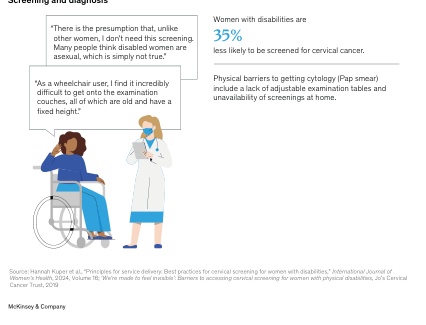 Screening and diagnosis
"There is the presumption that, unlike
other women, I don't need this screening.
Many people think disabled women are
asexual, which is simply not true."
"As a wheelchair user, I find it incredibly
difficult to get onto the examination
couches, all of which are old and have a
fixed height."
Women with disabilities are
35%
less likely to be screened for cervical cancer.
Physical barriers to getting cytology (Pap smear)
include a lack of adjustable examination tables and
unavailability of screenings at home.
Source: Hannah Kuper et al., "Principles for service delivery: Best practices for cervical screening for women with disabilities," International Journal of
Women's Health, 2024, Volume 16; 'We're made to feel invisible': Barriers to accessing cervical screening for women with physical disabilities, Jo's Cervical
Cancer Trust, 2019
McKinsey & Company